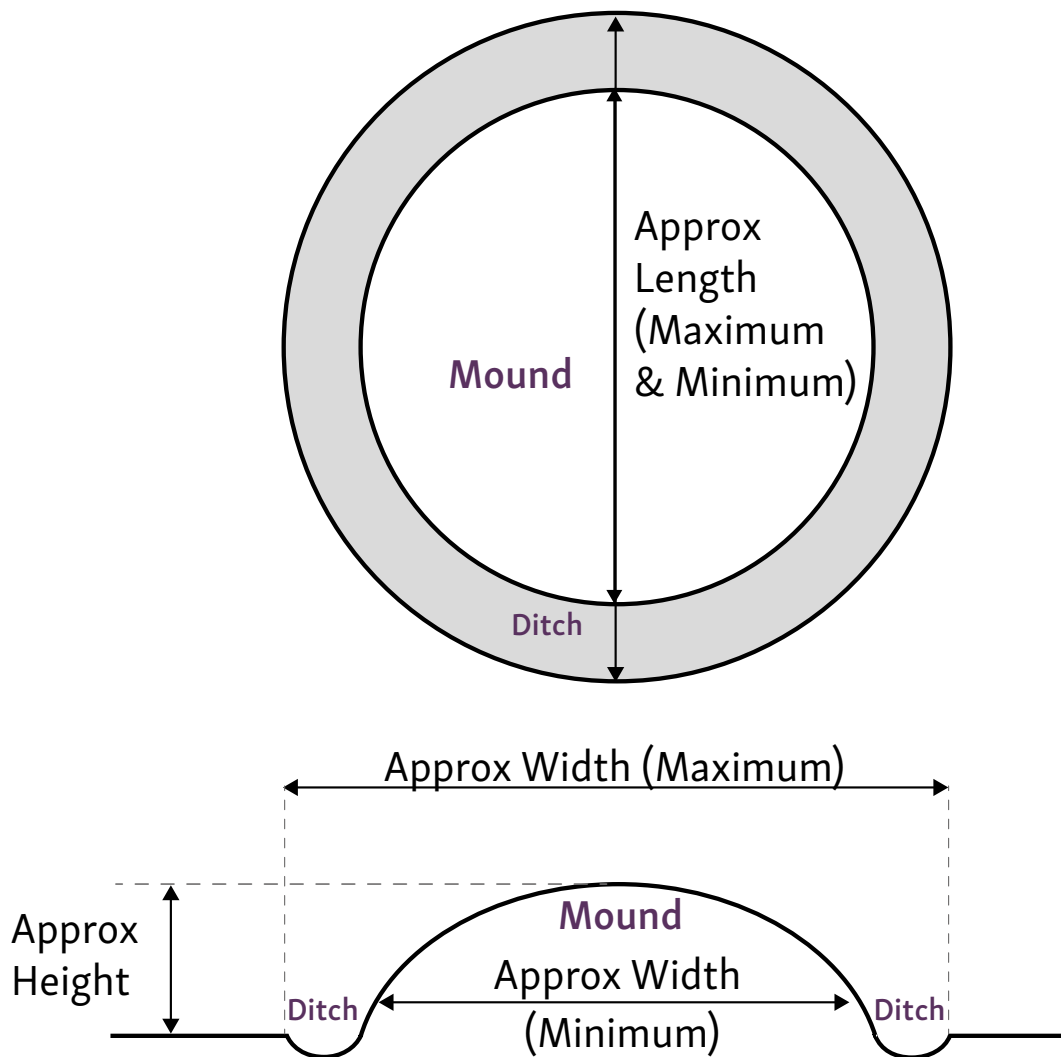 Approx
Length
(Maximum
& Minimum)
Mound
Ditch
Approx Width (Maximum)
Approx
Height
Mound
Approx Width
(Minimum)
Ditch
Ditch